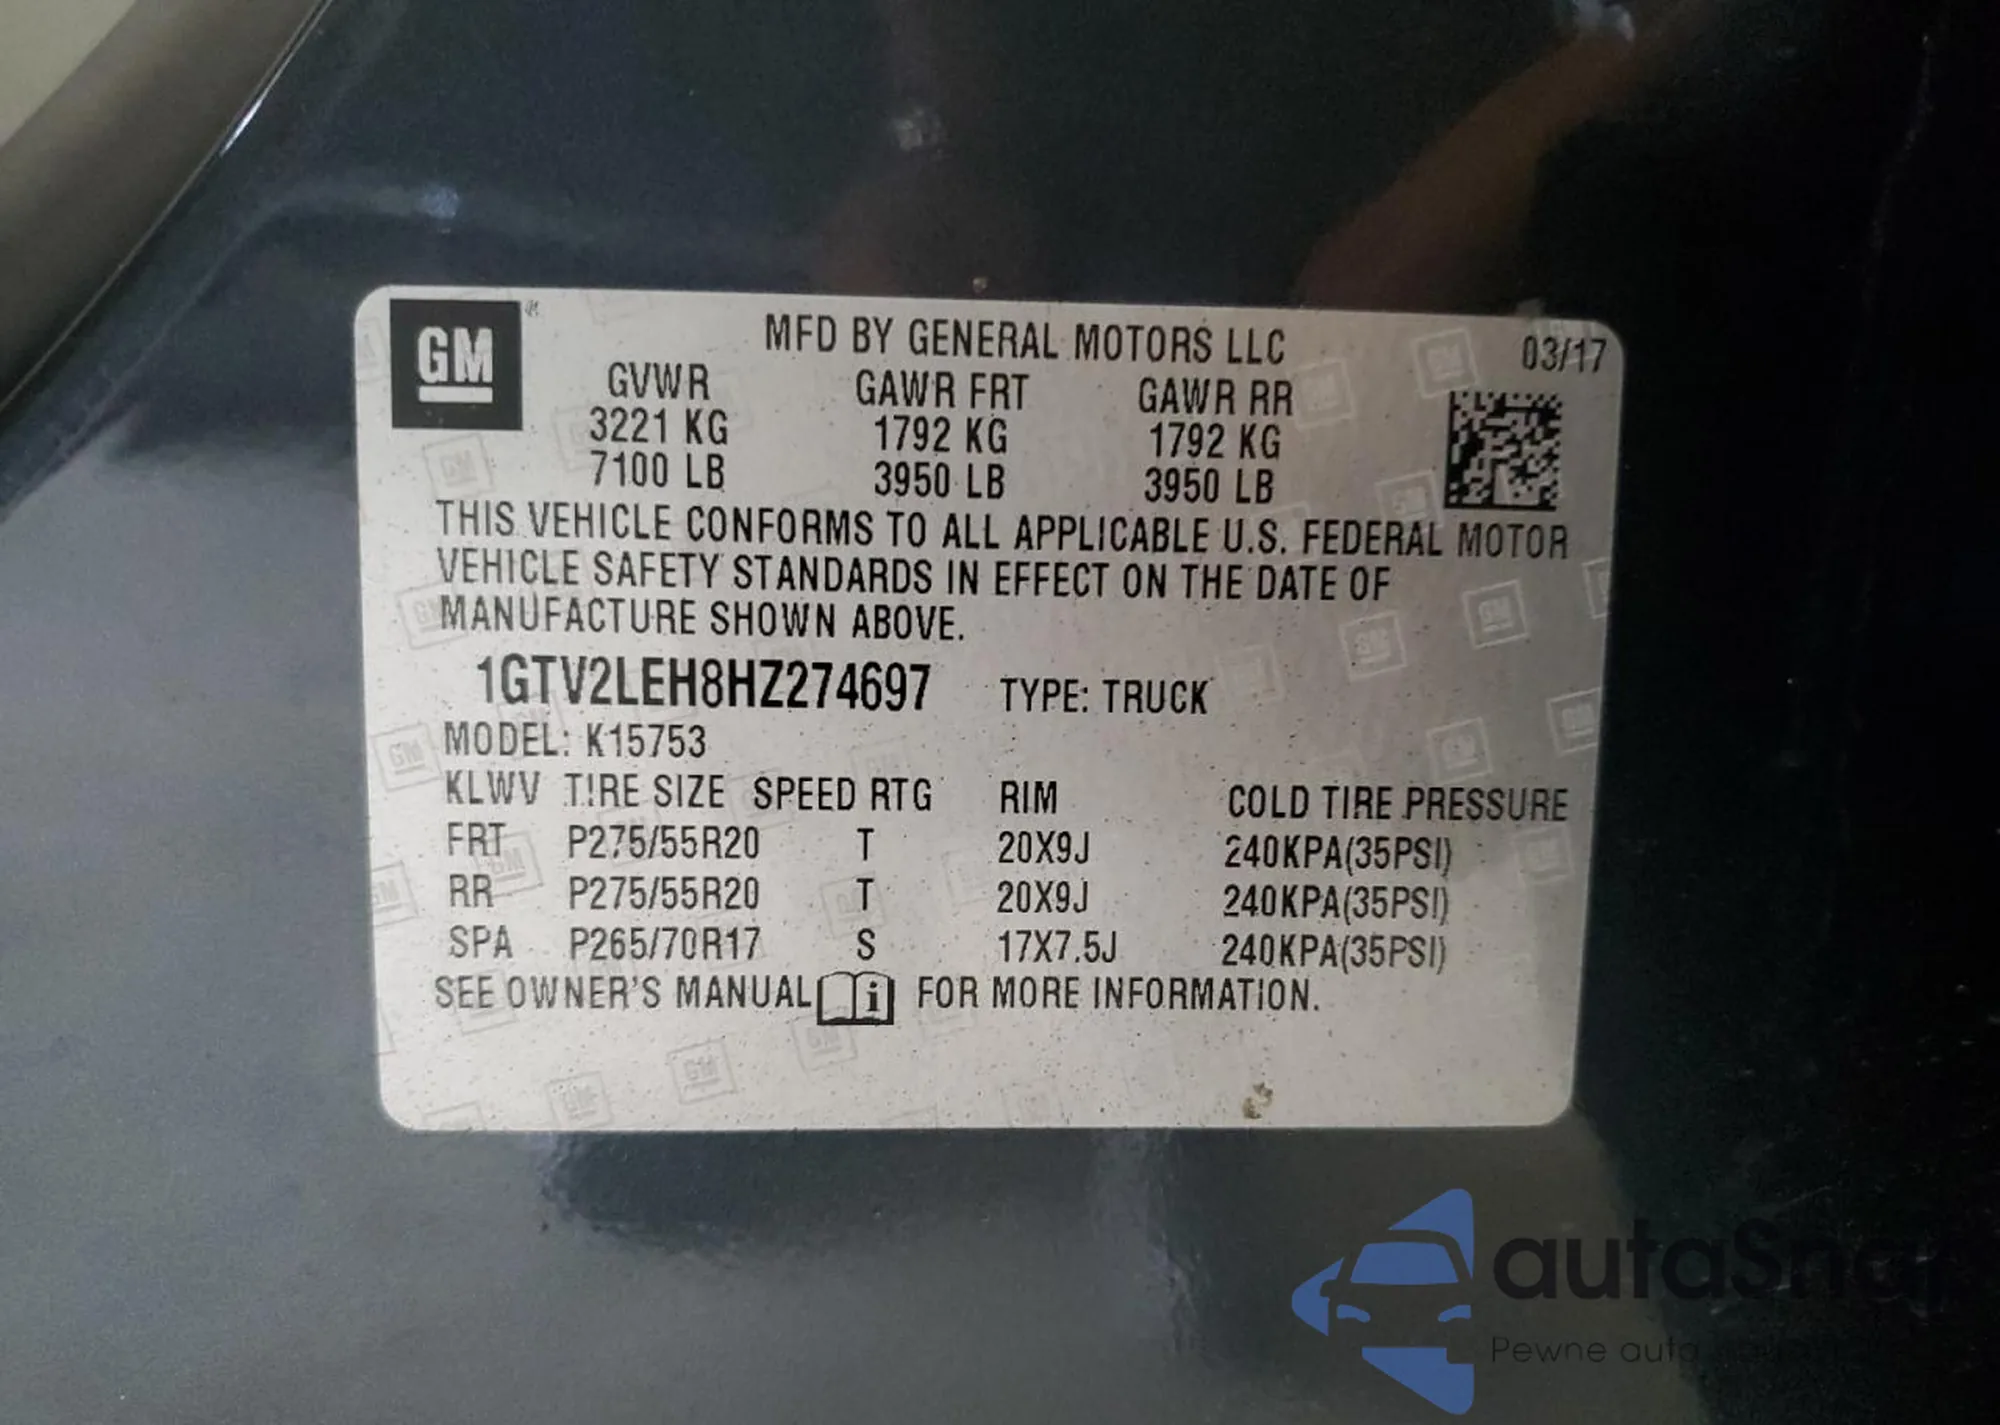 GM
MFD BY GENERAL MOTORS LLC 03/17
GVWR GAWR FRT GAWR RR
3221 KG 1792 KG 1792 KG
7100 LB 3950 LB 3950 LB
THIS VEHICLE CONFORMS TO ALL APPLICABLE U.S. FEDERAL MOTOR
VEHICLE SAFETY STANDARDS IN EFFECT ON THE DATE OF
MANUFACTURE SHOWN ABOVE.
1GTV2LEH8HZ274697 TYPE: TRUCK
MODEL: K15753
KLWV TIRE SIZE SPEED RTG RIM COLD TIRE PRESSURE
FRT P275/55R20 T 20X9J 240KPA(35PSI)
RR P275/55R20 T 20X9J 240KPA(35PSI)
SPA P265/70R17 S 17X7.5J 240KPA(35PSI)
SEE OWNER'S MANUAL i FOR MORE INFORMATION.
autaSna
Pewne auta